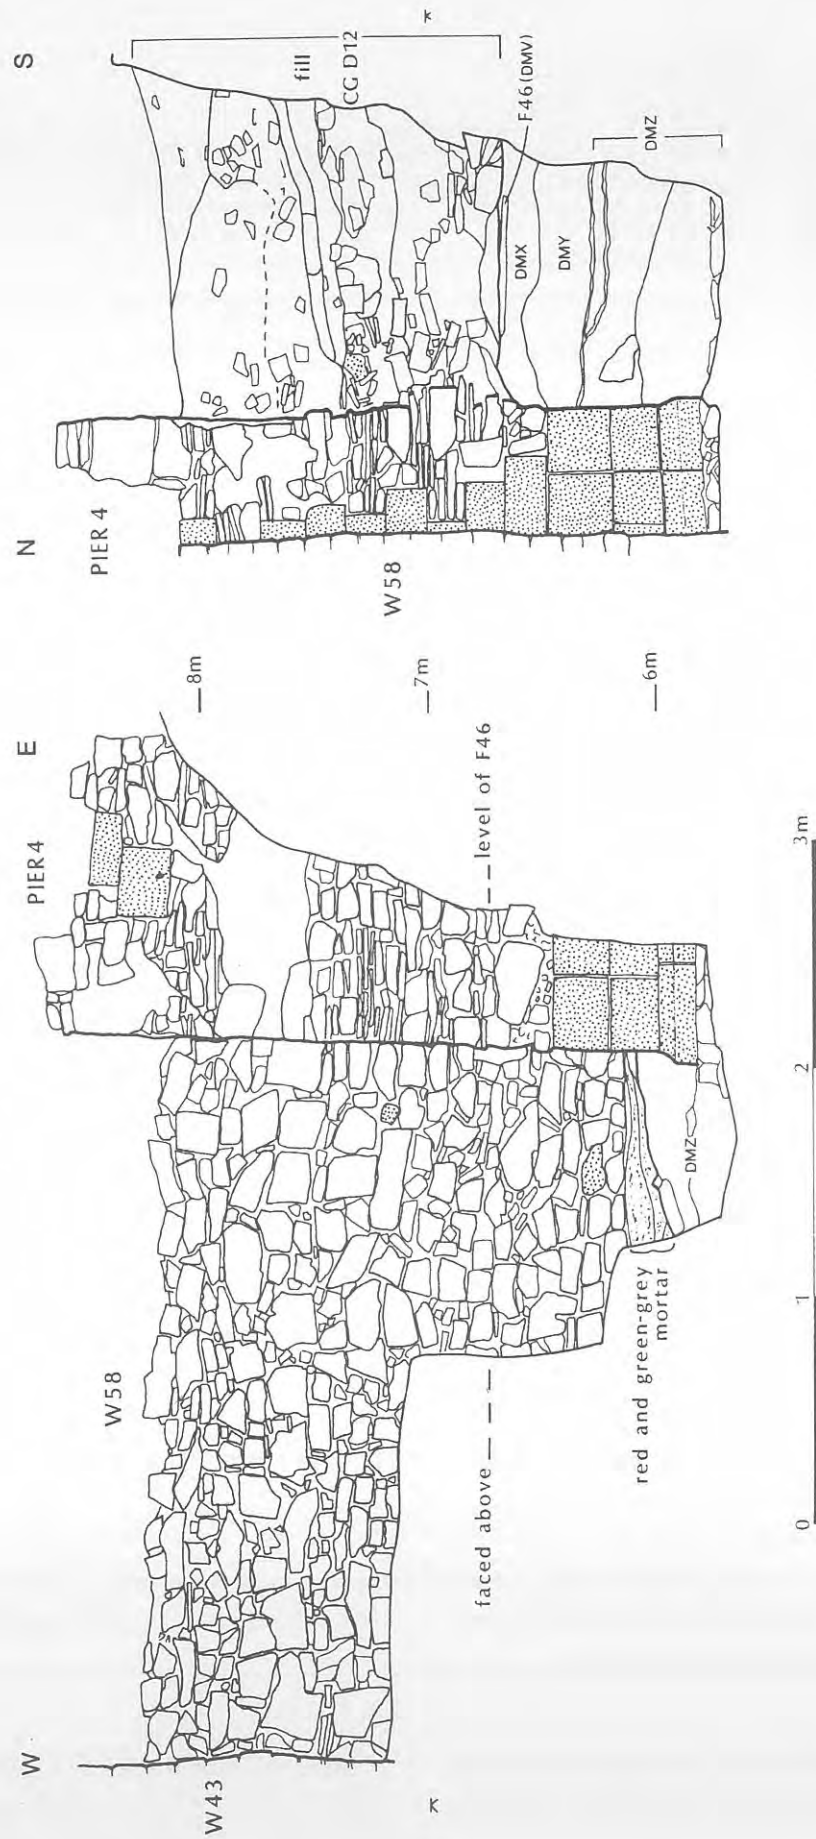 W
E
N
S
W43
W58
PIER 4
PIER 4
W58
fill
CG D12
F46(DMV)
DMX
DMY
DMZ
8m
7m
6m
faced above
level of F46
DMZ
red and green-grey
mortar
K
K
0
1
2
3m